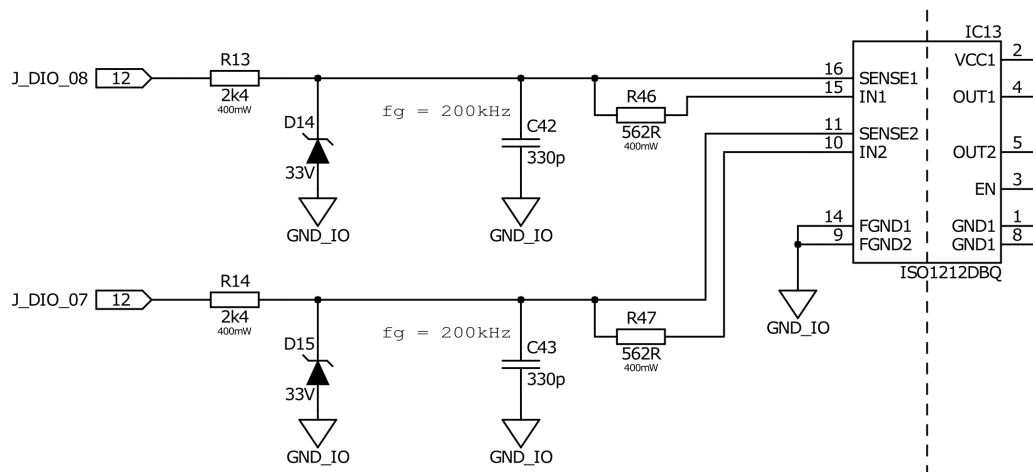 IC13
J_DIO_08 12
R13
2k4
400mW
D14
33V
GND_IO
fg = 200kHz
C42
330p
GND_IO
R46
562R
400mW
16 SENSE1
15 IN1
11 SENSE2
10 IN2
14 FGND1
9 FGND2
VCC1 2
OUT1 4
OUT2 5
EN 3
GND1 1
GND1 8
ISO1212DBQ
GND_IO
J_DIO_07 12
R14
2k4
400mW
D15
33V
GND_IO
fg = 200kHz
C43
330p
GND_IO
R47
562R
400mW